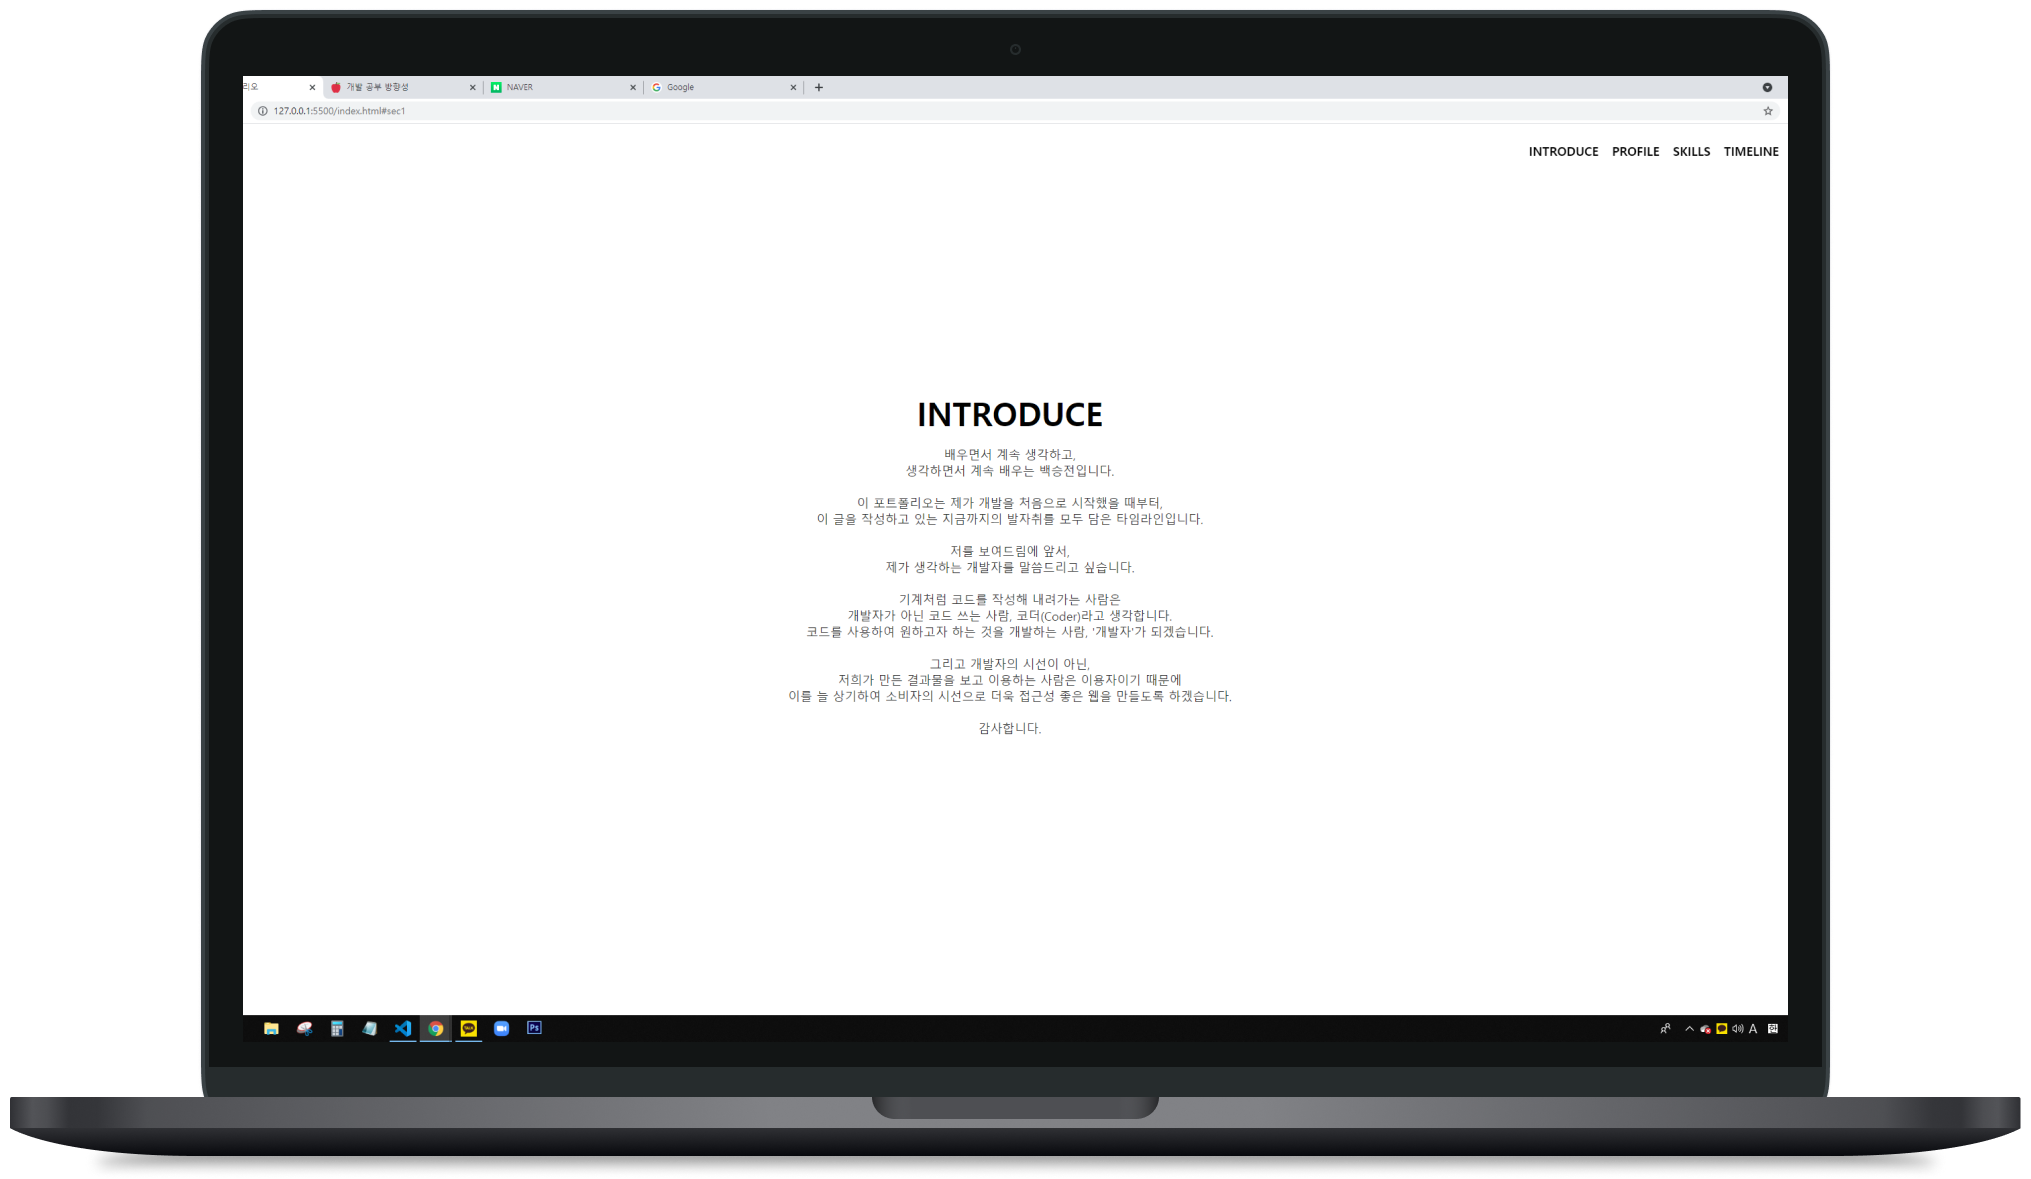 리오
개발 공부 방향성
NAVER
Google
127.0.0.1:5500/index.html#sec1
INTRODUCE PROFILE SKILLS TIMELINE
INTRODUCE
배우면서 계속 생각하고,
생각하면서 계속 배우는 백승전입니다.
이 포트폴리오는 제가 개발을 처음으로 시작했을 때부터,
이 글을 작성하고 있는 지금까지의 발자취를 모두 담은 타임라인입니다.
저를 보여드림에 앞서,
제가 생각하는 개발자를 말씀드리고 싶습니다.
기계처럼 코드를 작성해 내려가는 사람은
개발자가 아닌 코드 쓰는 사람, 코더(Coder)라고 생각합니다.
코드를 사용하여 원하고자 하는 것을 개발하는 사람, '개발자'가 되겠습니다.
그리고 개발자의 시선이 아닌,
저희가 만든 결과물을 보고 이용하는 사람은 이용자이기 때문에
이를 늘 상기하여 소비자의 시선으로 더욱 접근성 좋은 웹을 만들도록 하겠습니다.
감사합니다.
TALK
Ps
A